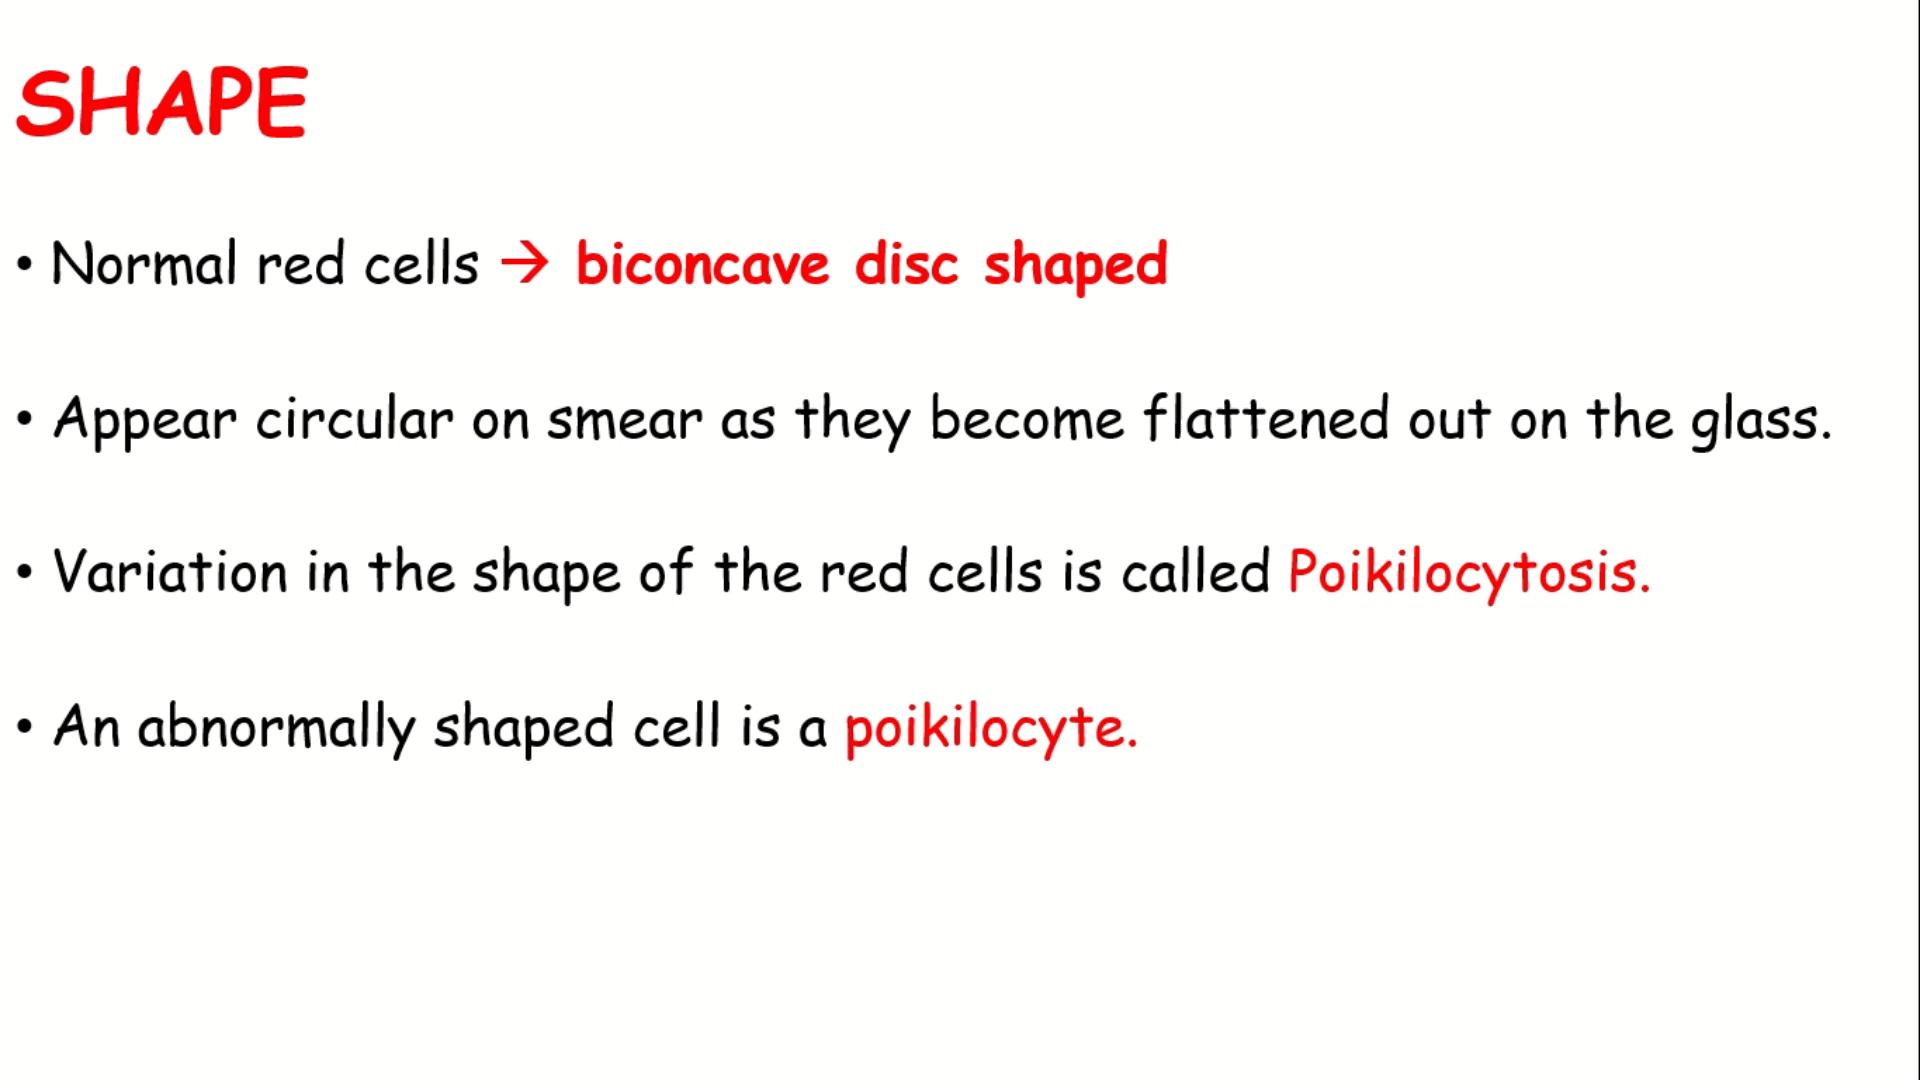 SHAPE
• Normal red cells → biconcave disc shaped
• Appear circular on smear as they become flattened out on the glass.
• Variation in the shape of the red cells is called Poikilocytosis.
• An abnormally shaped cell is a poikilocyte.